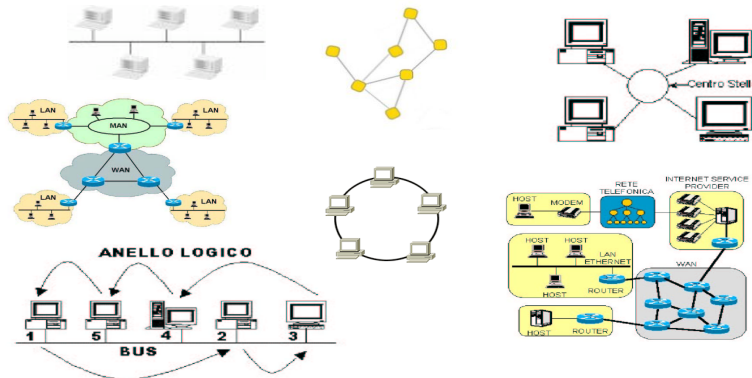 Centro Stell
LAN
LAN
MAN
WAN
LAN
LAN
INTERNET SERVICE
PROVIDER
RETE
TELEFONICA
HOST
MODEM
HOST
HOST
LAN
ETHERNET
HOST
ROUTER
WAN
HOST
ROUTER
ANELLO LOGICO
1
5
4
2
3
BUS